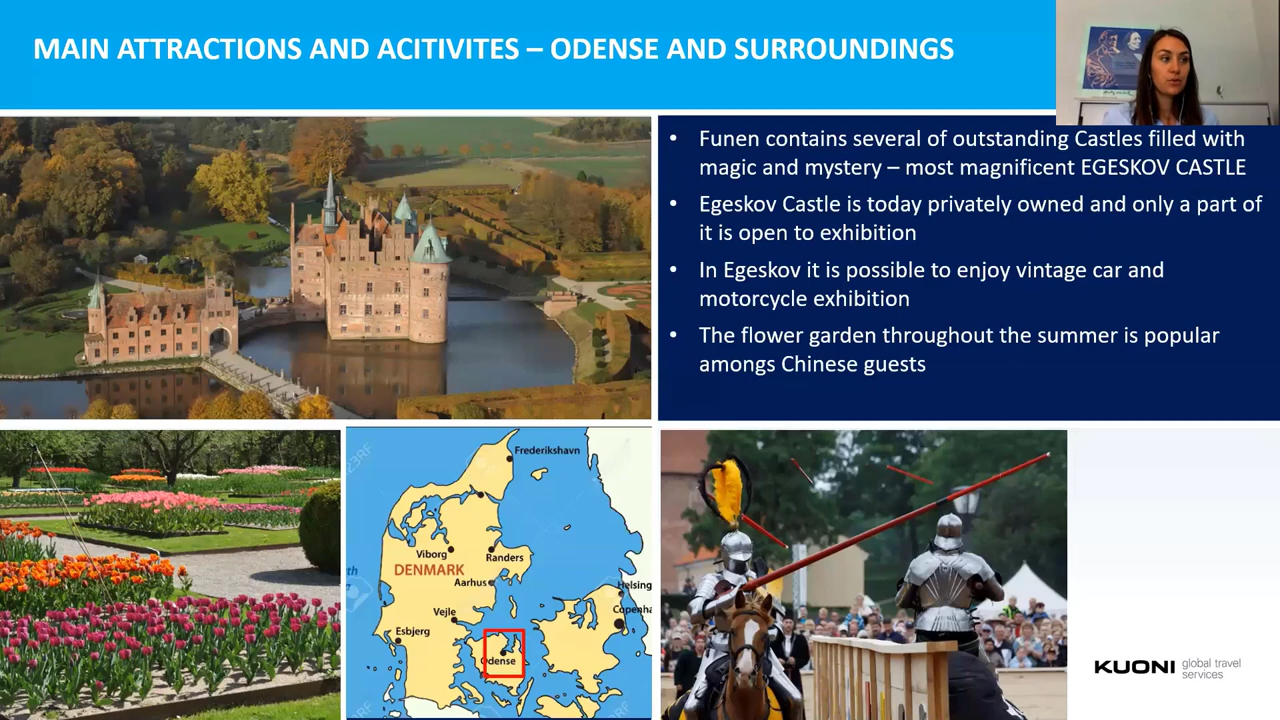 MAIN ATTRACTIONS AND ACITIVITES – ODENSE AND SURROUNDINGS
• Funen contains several of outstanding Castles filled with
magic and mystery – most magnificent EGESKOV CASTLE
• Egeskov Castle is today privately owned and only a part of
it is open to exhibition
• In Egeskov it is possible to enjoy vintage car and
motorcycle exhibition
• The flower garden throughout the summer is popular
amongs Chinese guests
Frederikshavn
Viborg
Randers
DENMARK
Aarhus
Helsing
Copenha
Vejle
Esbjerg
Odense
KUONI global travel
services